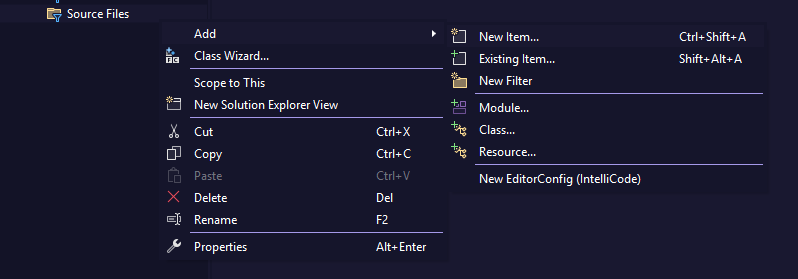 Source Files
Add
Class Wizard...
Scope to This
New Solution Explorer View
Cut Ctrl+X
Copy Ctrl+C
Paste Ctrl+V
Delete Del
Rename F2
Properties Alt+Enter
New Item... Ctrl+Shift+A
Existing Item... Shift+Alt+A
New Filter
Module...
Class...
Resource...
New EditorConfig (IntelliCode)